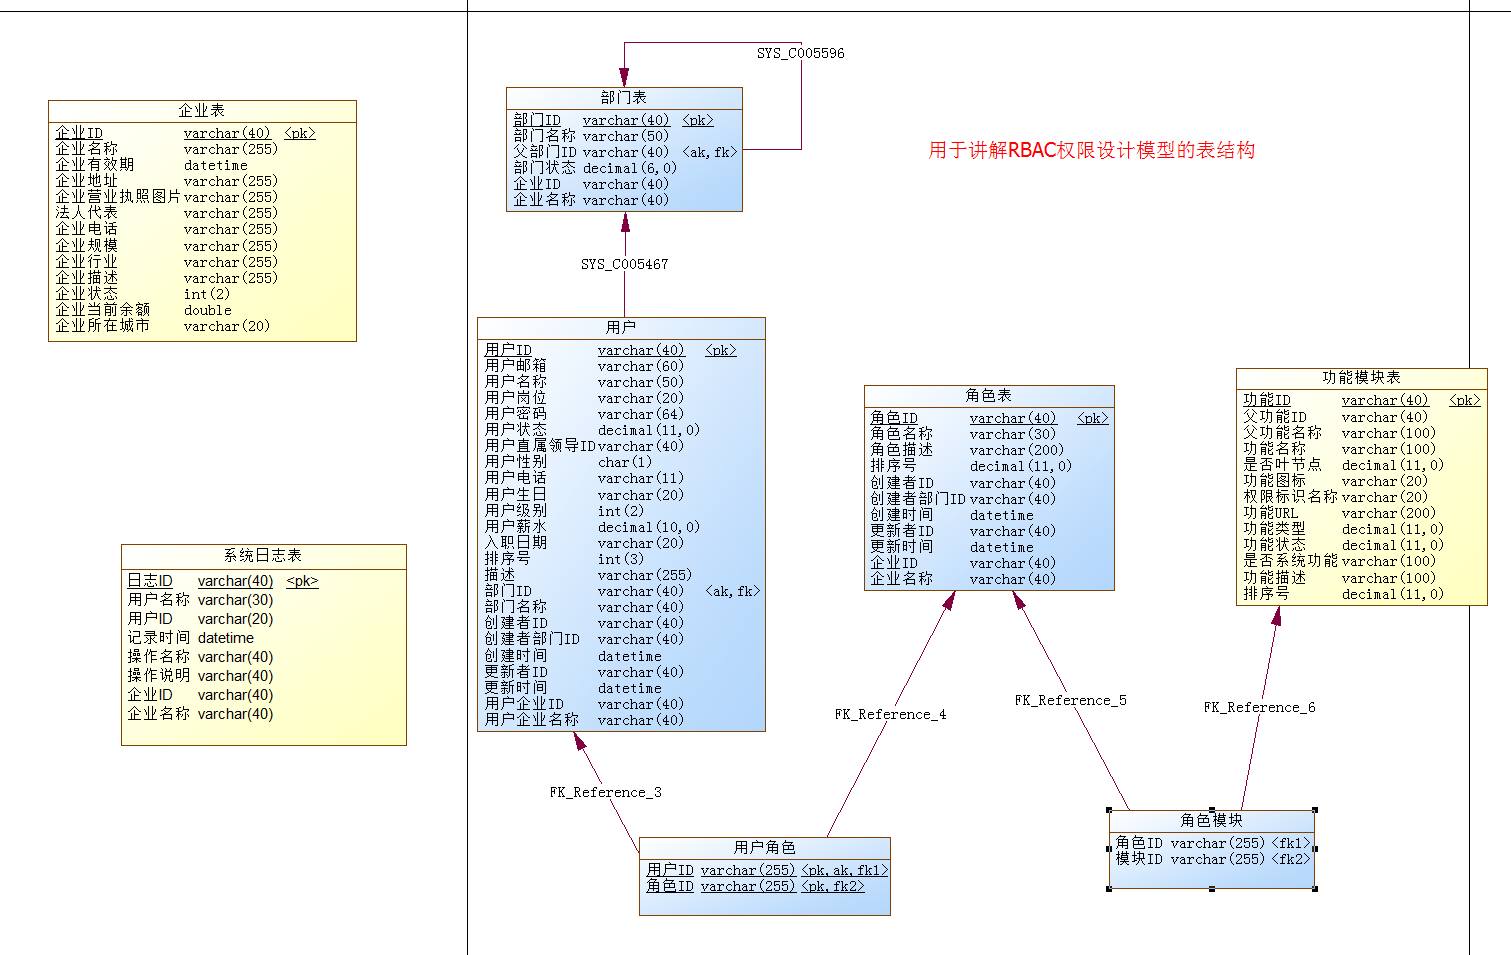 企业表
企业ID varchar(40) <pk>
企业名称 varchar(255)
企业有效期 datetime
企业地址 varchar(255)
企业营业执照图片 varchar(255)
法人代表 varchar(255)
企业电话 varchar(255)
企业规模 varchar(255)
企业行业 varchar(255)
企业描述 varchar(255)
企业状态 int(2)
企业当前余额 double
企业所在城市 varchar(20)
系统日志表
日志ID varchar(40) <pk>
用户名称 varchar(30)
用户ID varchar(20)
记录时间 datetime
操作名称 varchar(40)
操作说明 varchar(40)
企业ID varchar(40)
企业名称 varchar(40)
SYS_C005596
部门表
部门ID varchar(40) <pk>
部门名称 varchar(50)
父部门ID varchar(40) <ak,fk>
部门状态 decimal(6,0)
企业ID varchar(40)
企业名称 varchar(40)
用于讲解RBAC权限设计模型的表结构
SYS_C005467
用户
用户ID varchar(40) <pk>
用户邮箱 varchar(60)
用户名称 varchar(50)
用户岗位 varchar(20)
用户密码 varchar(64)
用户状态 decimal(11,0)
用户直属领导ID varchar(40)
用户性别 char(1)
用户电话 varchar(11)
用户生日 varchar(20)
用户级别 int(2)
用户薪水 decimal(10,0)
入职日期 varchar(20)
排序号 int(3)
描述 varchar(255)
部门ID varchar(40) <ak,fk>
部门名称 varchar(40)
创建者ID varchar(40)
创建者部门ID varchar(40)
创建时间 datetime
更新者ID varchar(40)
更新时间 datetime
用户企业ID varchar(40)
用户企业名称 varchar(40)
角色表
角色ID varchar(40) <pk>
角色名称 varchar(30)
角色描述 varchar(200)
排序号 decimal(11,0)
创建者ID varchar(40)
创建者部门ID varchar(40)
创建时间 datetime
更新者ID varchar(40)
更新时间 datetime
企业ID varchar(40)
企业名称 varchar(40)
功能模块表
功能ID varchar(40) <pk>
父功能ID varchar(40)
父功能名称 varchar(100)
功能名称 varchar(100)
是否叶节点 decimal(11,0)
功能图标 varchar(20)
权限标识名称 varchar(20)
功能URL varchar(200)
功能类型 decimal(11,0)
功能状态 decimal(11,0)
是否系统功能 varchar(100)
功能描述 varchar(100)
排序号 decimal(11,0)
FK_Reference_3
FK_Reference_4
FK_Reference_5
FK_Reference_6
用户角色
用户ID varchar(255) <pk,ak,fk1>
角色ID varchar(255) <pk,fk2>
角色模块
角色ID varchar(255) <fk1>
模块ID varchar(255) <fk2>